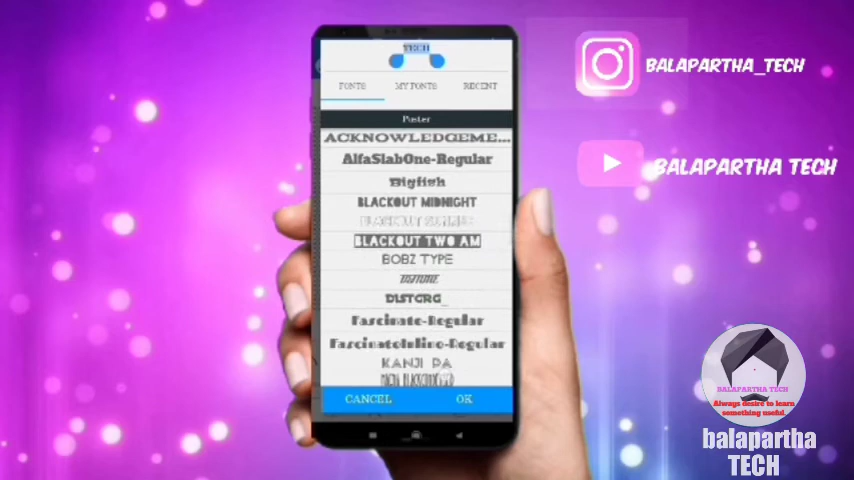 TECH
FONTS MY FONTS RECENT
Poster
ACKNOWLEDGEME...
AlfaSlabOne-Regular
Bigfish
BLACKOUT MIDNIGHT
BLACKOUT TWO AM
BOBZ TYPE
DISTGRG_
Fascinate-Regular
FascinateInline-Regular
KANJI PA
CANCEL OK
BALAPARTHA_TECH
BALAPARTHA TECH
BALAPARTHA TECH
Always desire to learn
something useful
balapartha
TECH